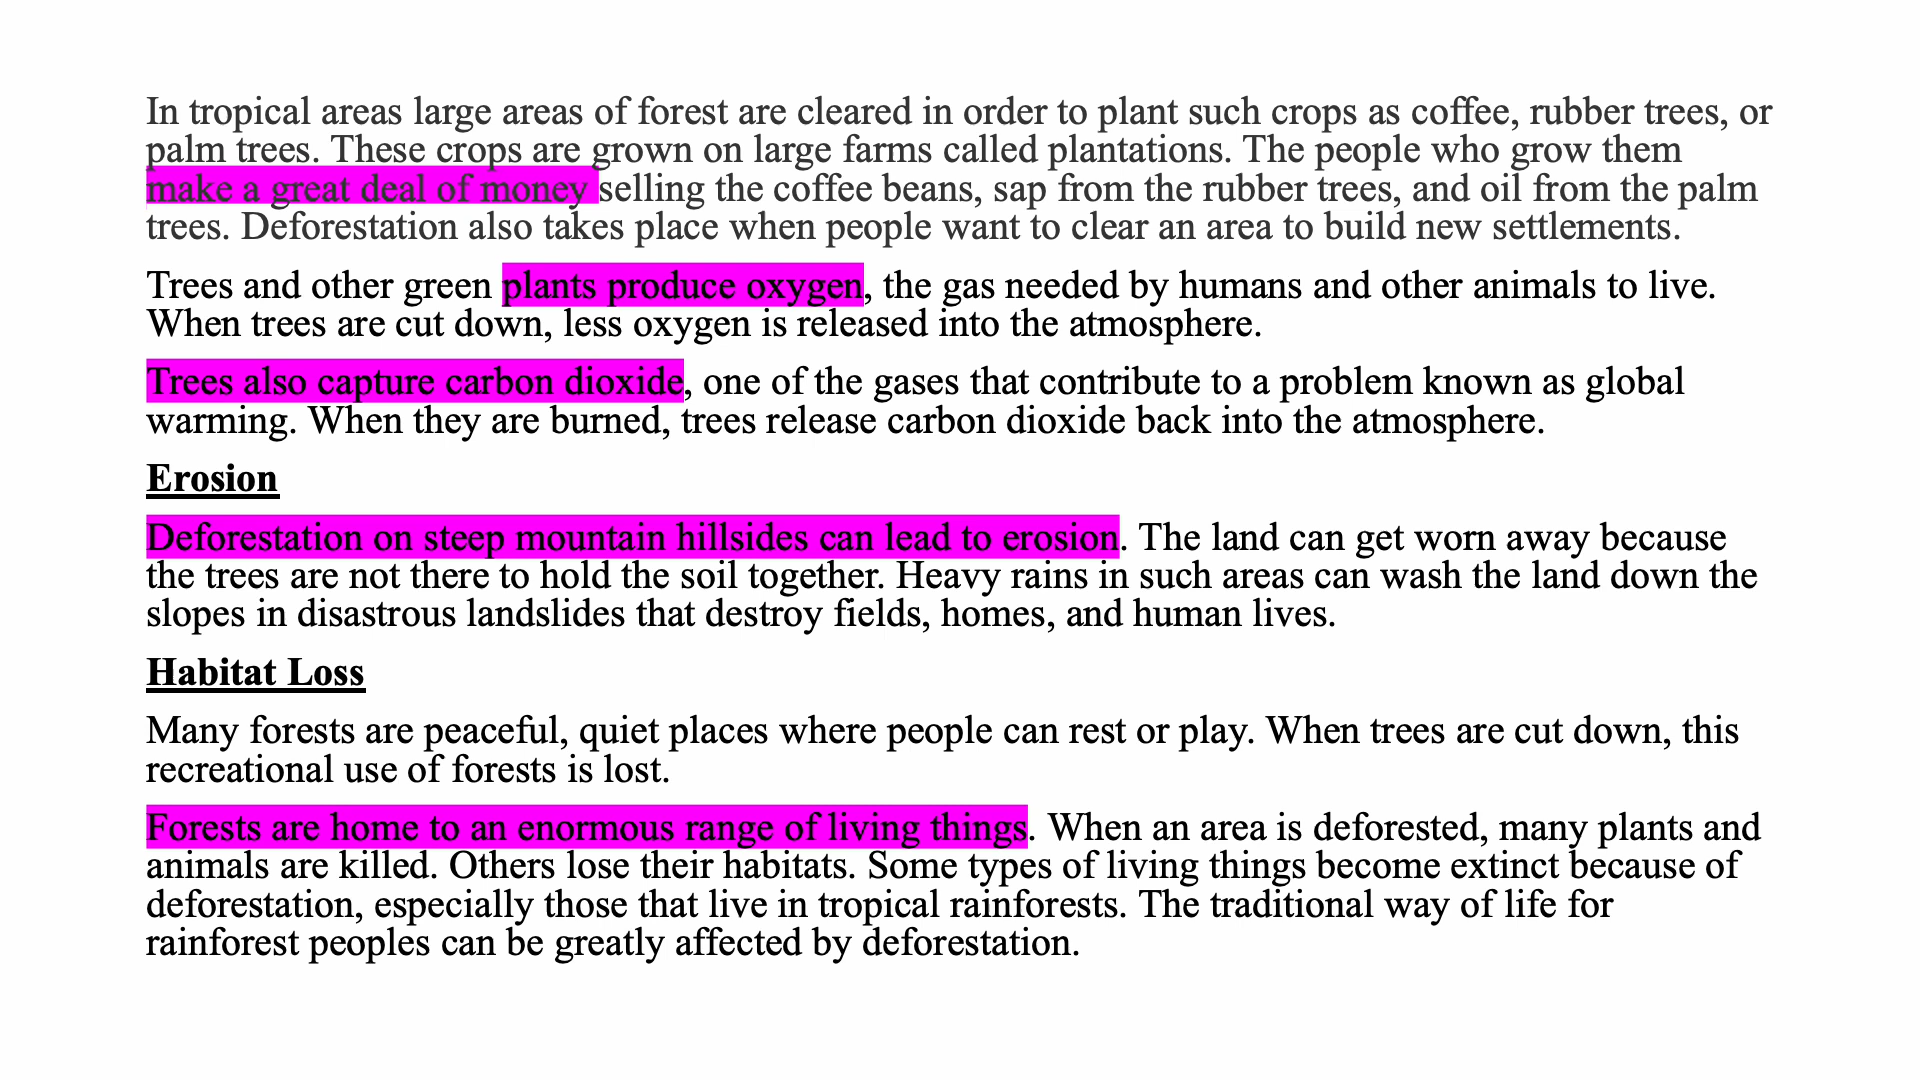 In tropical areas large areas of forest are cleared in order to plant such crops as coffee, rubber trees, or
palm trees. These crops are grown on large farms called plantations. The people who grow them
make a great deal of money selling the coffee beans, sap from the rubber trees, and oil from the palm
trees. Deforestation also takes place when people want to clear an area to build new settlements.
Trees and other green plants produce oxygen, the gas needed by humans and other animals to live.
When trees are cut down, less oxygen is released into the atmosphere.
Trees also capture carbon dioxide, one of the gases that contribute to a problem known as global
warming. When they are burned, trees release carbon dioxide back into the atmosphere.
Erosion
Deforestation on steep mountain hillsides can lead to erosion. The land can get worn away because
the trees are not there to hold the soil together. Heavy rains in such areas can wash the land down the
slopes in disastrous landslides that destroy fields, homes, and human lives.
Habitat Loss
Many forests are peaceful, quiet places where people can rest or play. When trees are cut down, this
recreational use of forests is lost.
Forests are home to an enormous range of living things. When an area is deforested, many plants and
animals are killed. Others lose their habitats. Some types of living things become extinct because of
deforestation, especially those that live in tropical rainforests. The traditional way of life for
rainforest peoples can be greatly affected by deforestation.